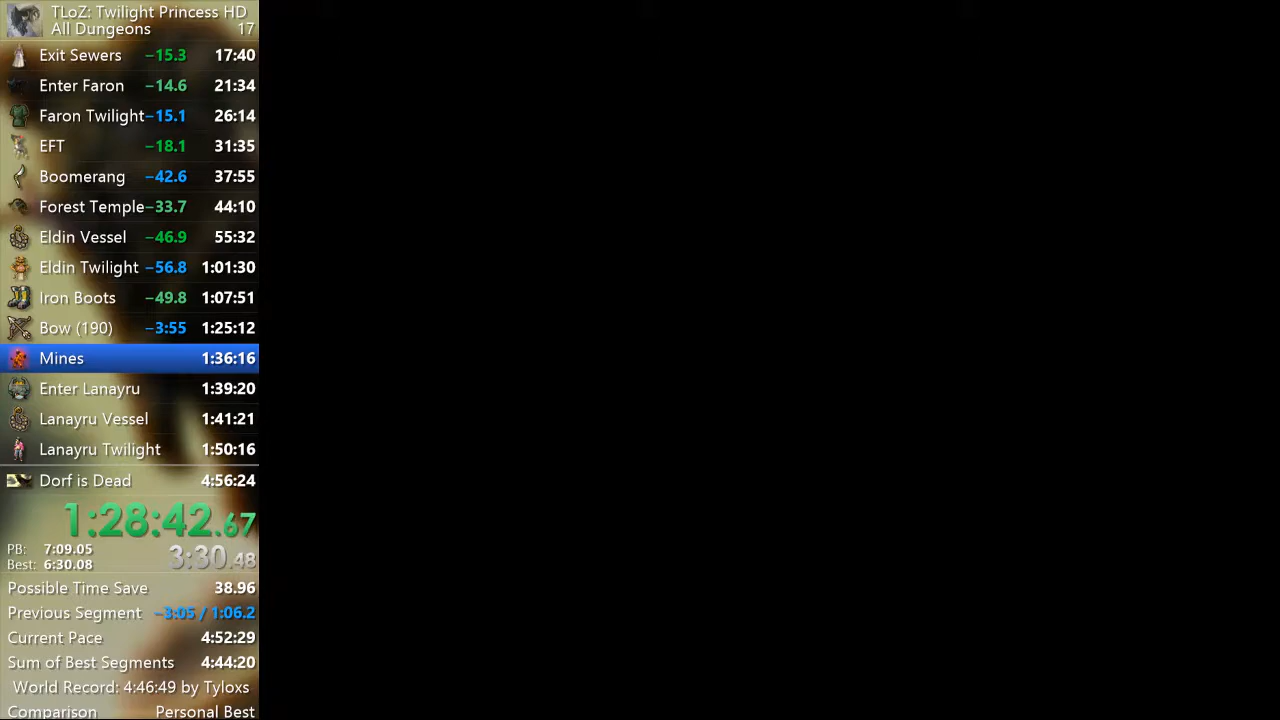 TLoZ: Twilight Princess HD
All Dungeons 17
Exit Sewers −15.3 17:40
Enter Faron −14.6 21:34
Faron Twilight −15.1 26:14
EFT −18.1 31:35
Boomerang −42.6 37:55
Forest Temple −33.7 44:10
Eldin Vessel −46.9 55:32
Eldin Twilight −56.8 1:01:30
Iron Boots −49.8 1:07:51
Bow (190) −3:55 1:25:12
Mines 1:36:16
Enter Lanayru 1:39:20
Lanayru Vessel 1:41:21
Lanayru Twilight 1:50:16
Dorf is Dead 4:56:24
1:28:42.67
PB: 7:09.05 3:30.48
Best: 6:30.08
Possible Time Save 38.96
Previous Segment −3:05 / 1:06.2
Current Pace 4:52:29
Sum of Best Segments 4:44:20
World Record: 4:46:49 by Tyloxs
Comparison Personal Best